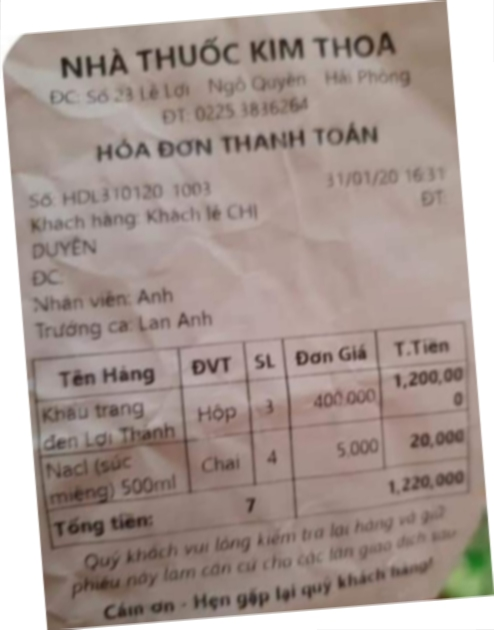 NHÀ THUỐC KIM THOA
ĐC: Số 23 Lê Lợi Ngô Quyền Hải Phòng
ĐT: 0225 3836264
HÓA ĐƠN THANH TOÁN
Số: HDL310120 1003 31/01/20 16:31
Khách hàng: Khách lẻ CHỊ ĐT:
DUYÊN
ĐC:
Nhân viên: Anh
Trưởng ca: Lan Anh
Tên Hàng ĐVT SL Đơn Giá T.Tiền
Khẩu trang Hộp 3 400.000 1,200,00
đen Lợi Thành 0
Nacl (súc Chai 4 5.000 20,000
miệng) 500ml
Tổng tiền: 7 1,220,000
Quý khách vui lòng kiểm tra lại hàng và giữ
phiếu này làm căn cứ cho các lần giao dịch sau
Cảm ơn - Hẹn gặp lại quý khách hàng!